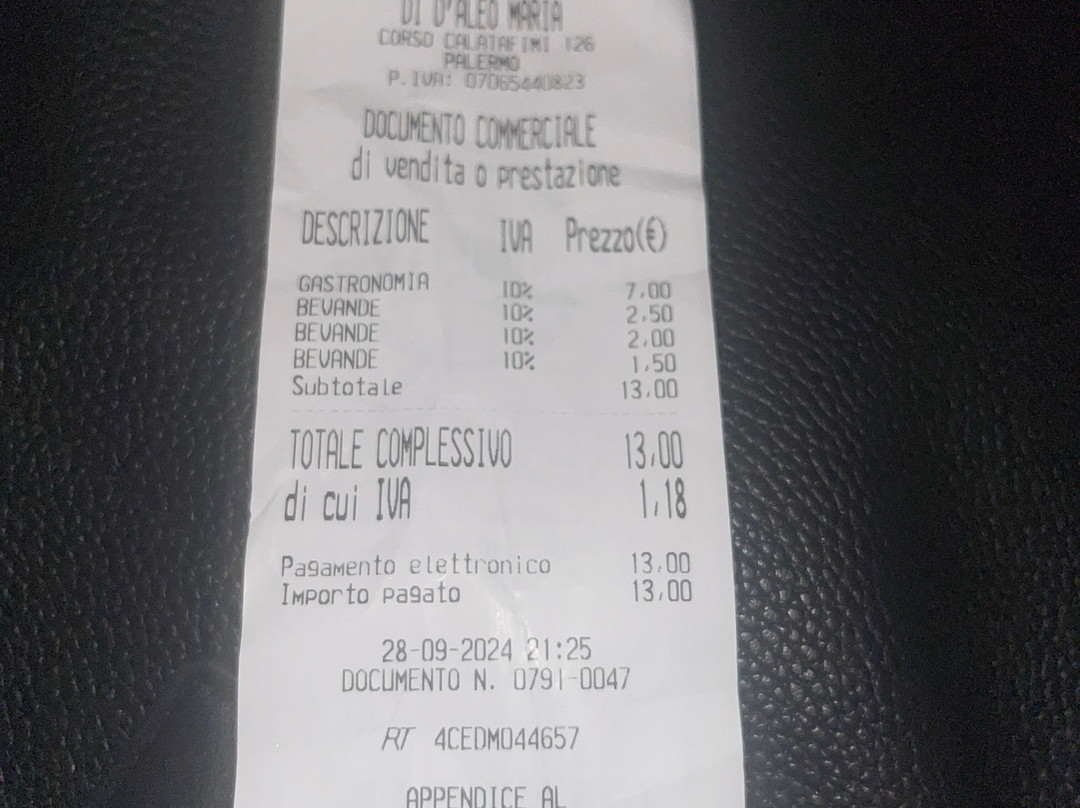 DI D'ALEO MARIA
CORSO CALATAFIMI 126
PALERMO
P.IVA: 07065440823
DOCUMENTO COMMERCIALE
di vendita o prestazione
DESCRIZIONE IVA Prezzo(€)
GASTRONOMIA 10% 7,00
BEVANDE 10% 2,50
BEVANDE 10% 2,00
BEVANDE 10% 1,50
Subtotale 13,00
TOTALE COMPLESSIVO 13,00
di cui IVA 1,18
Pagamento elettronico 13,00
Importo pagato 13,00
28-09-2024 21:25
DOCUMENTO N. 0791-0047
RT 4CEDM044657
APPENDICE AL